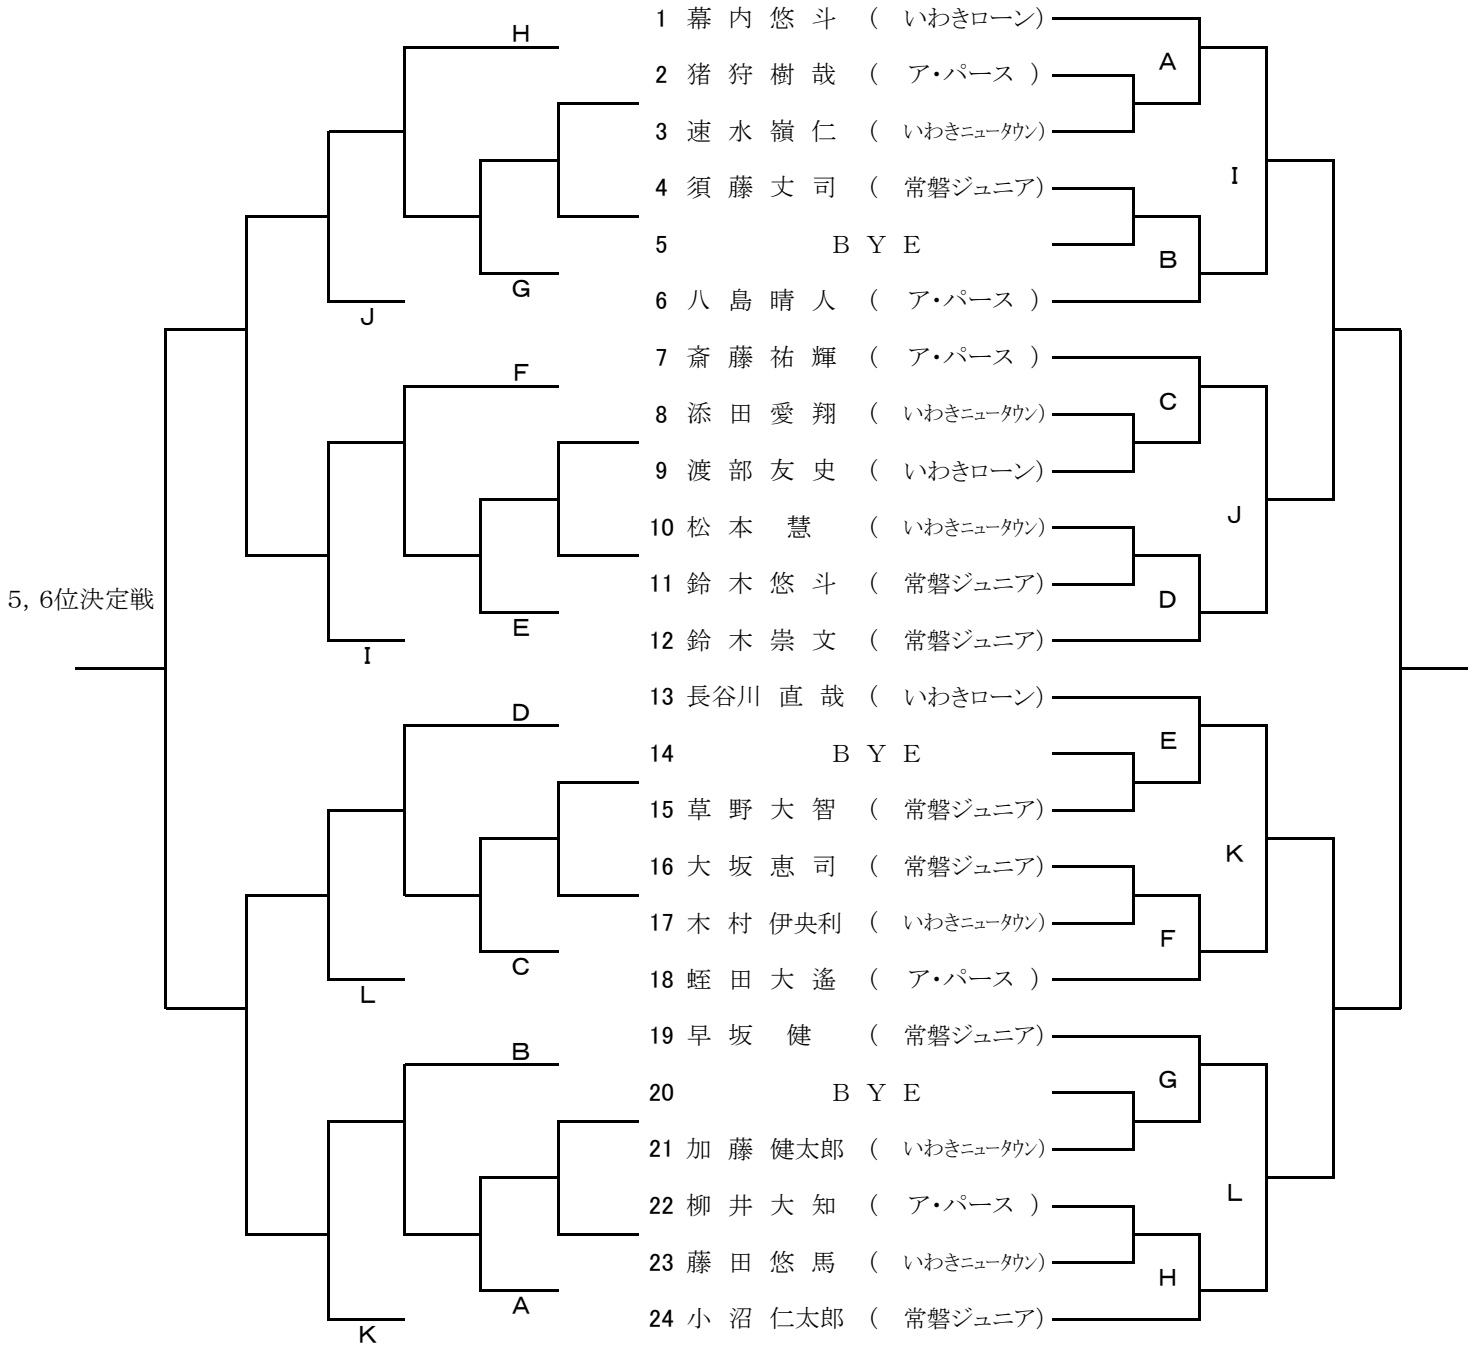 1 幕 内 悠 斗 ( いわきローン)
H
A
2 猪 狩 樹 哉 ( ア・パース )
3 速 水 嶺 仁 ( いわきニュータウン)
I
4 須 藤 丈 司 ( 常磐ジュニア)
5 B Y E
B
G
6 八 島 晴 人 ( ア・パース )
J
7 斎 藤 祐 輝 ( ア・パース )
F
C
8 添 田 愛 翔 ( いわきニュータウン)
9 渡 部 友 史 ( いわきローン)
J
10 松 本 慧 ( いわきニュータウン)
11 鈴 木 悠 斗 ( 常磐ジュニア)
5, 6位決定戦
D
E
12 鈴 木 崇 文 ( 常磐ジュニア)
I
13 長谷川 直 哉 ( いわきローン)
D
E
14 B Y E
15 草 野 大 智 ( 常磐ジュニア)
K
16 大 坂 恵 司 ( 常磐ジュニア)
17 木 村 伊央利 ( いわきニュータウン)
F
C
18 蛭 田 大 遙 ( ア・パース )
L
19 早 坂 健 ( 常磐ジュニア)
B
G
20 B Y E
21 加 藤 健太郎 ( いわきニュータウン)
L
22 柳 井 大 知 ( ア・パース )
23 藤 田 悠 馬 ( いわきニュータウン)
H
A
24 小 沼 仁太郎 ( 常磐ジュニア)
K